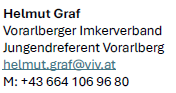 Helmut Graf
Vorarlberger Imkerverband
Jungendreferent Vorarlberg
helmut.graf@viv.at
M: +43 664 106 96 80